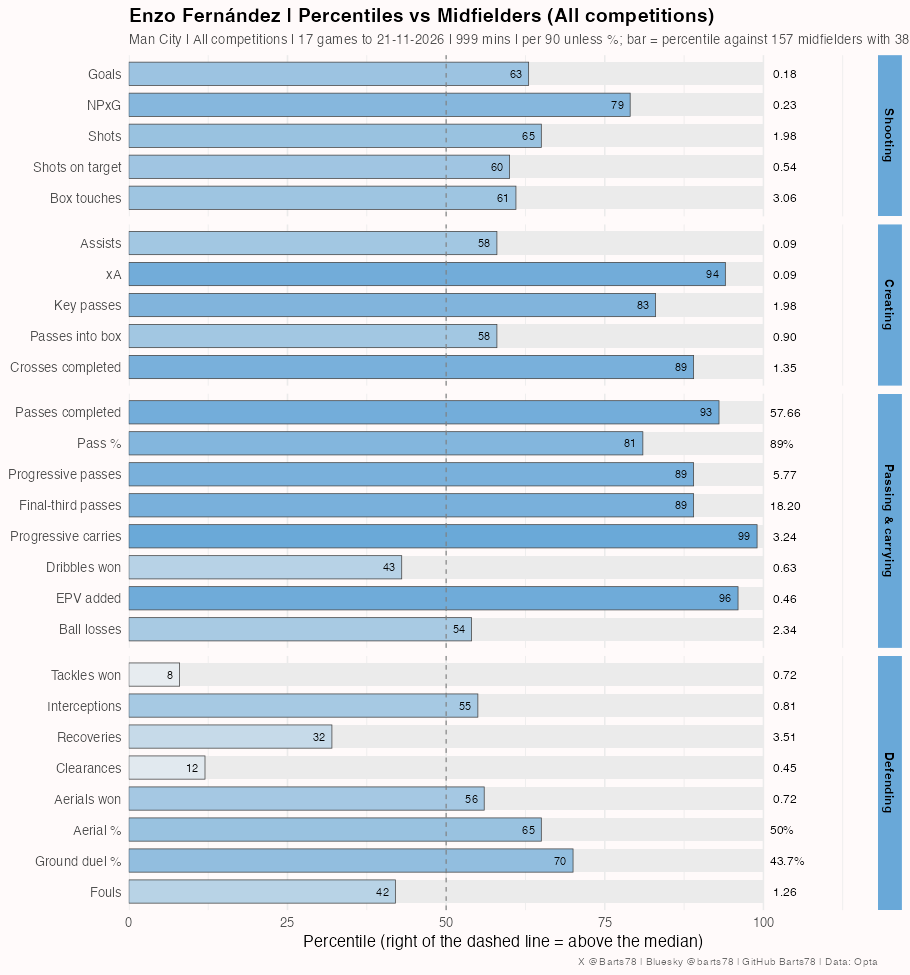 Enzo Fernández | Percentiles vs Midfielders (All competitions)
Man City | All competitions | 17 games to 21-11-2026 | 999 mins | per 90 unless %; bar = percentile against 157 midfielders with 38
Goals 63 0.18
NPxG 79 0.23
Shots 65 1.98
Shots on target 60 0.54
Box touches 61 3.06
Shooting
Assists 58 0.09
xA 94 0.09
Key passes 83 1.98
Passes into box 58 0.90
Crosses completed 89 1.35
Creating
Passes completed 93 57.66
Pass % 81 89%
Progressive passes 89 5.77
Final-third passes 89 18.20
Progressive carries 99 3.24
Dribbles won 43 0.63
EPV added 96 0.46
Ball losses 54 2.34
Passing & carrying
Tackles won 8 0.72
Interceptions 55 0.81
Recoveries 32 3.51
Clearances 12 0.45
Aerials won 56 0.72
Aerial % 65 50%
Ground duel % 70 43.7%
Fouls 42 1.26
Defending
0 25 50 75 100
Percentile (right of the dashed line = above the median)
X @Barts78 | Bluesky @barts78 | GitHub Barts78 | Data: Opta